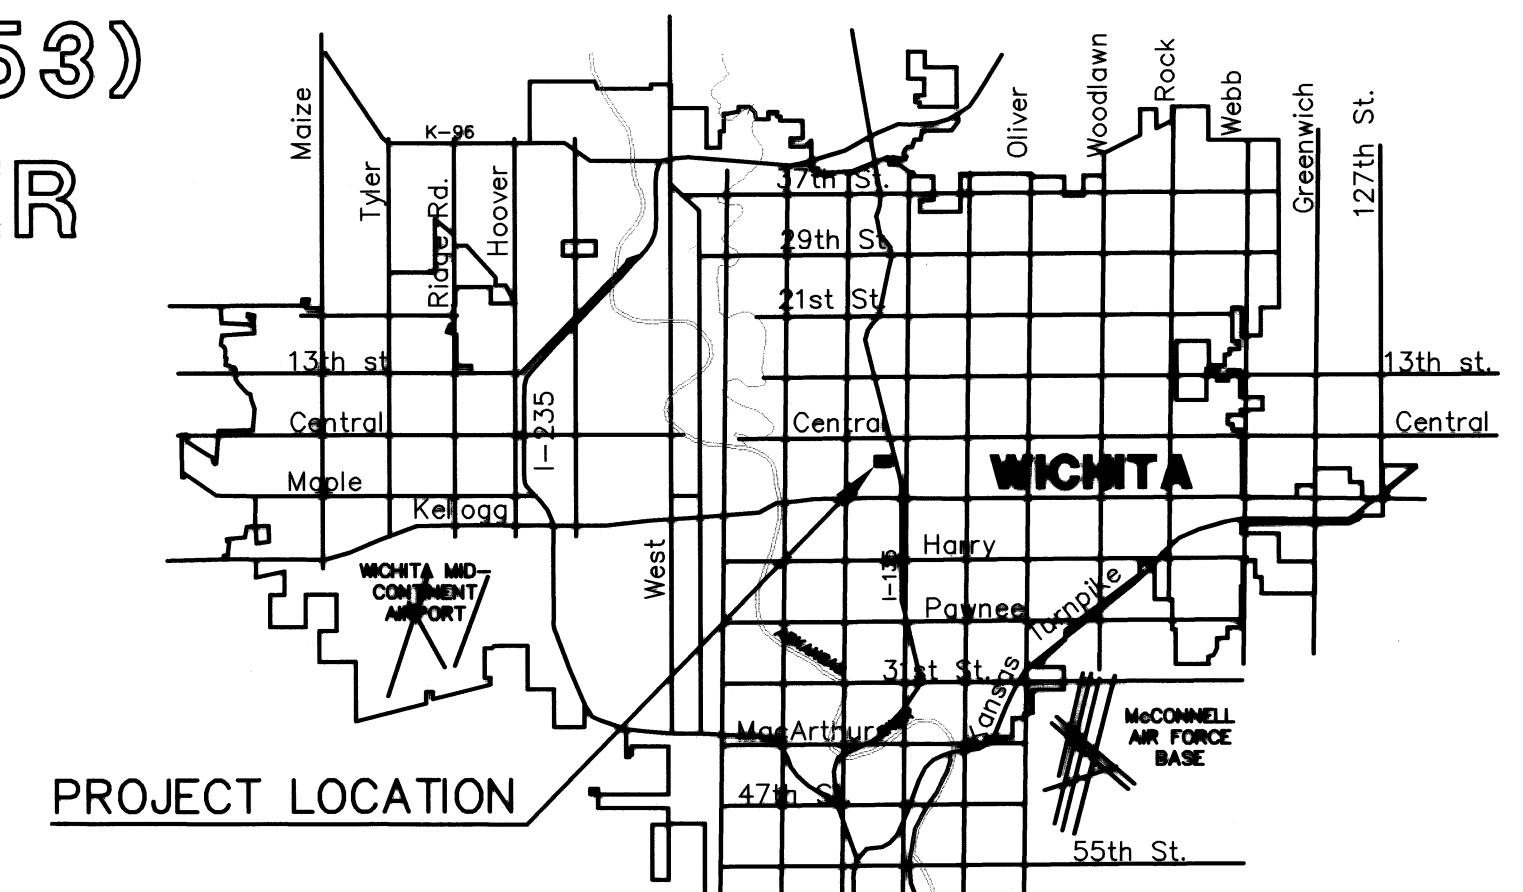 53)
ER
Maize
Tyler
K-96
Ridge Rd.
Hoover
Oliver
Woodlawn
Rock
Webb
Greenwich
127th St.
37th St.
29th St.
21st St.
13th st
13th st.
Central
Central
Central
I-235
WICHITA
Maple
Kellogg
West
I-135
Harry
Turnpike
Pawnee
WICHITA MID-
CONTINENT
AIRPORT
ARKANSAS
31st St.
Kansas
MacArthur
McCONNELL
AIR FORCE
BASE
PROJECT LOCATION
47th St.
55th St.